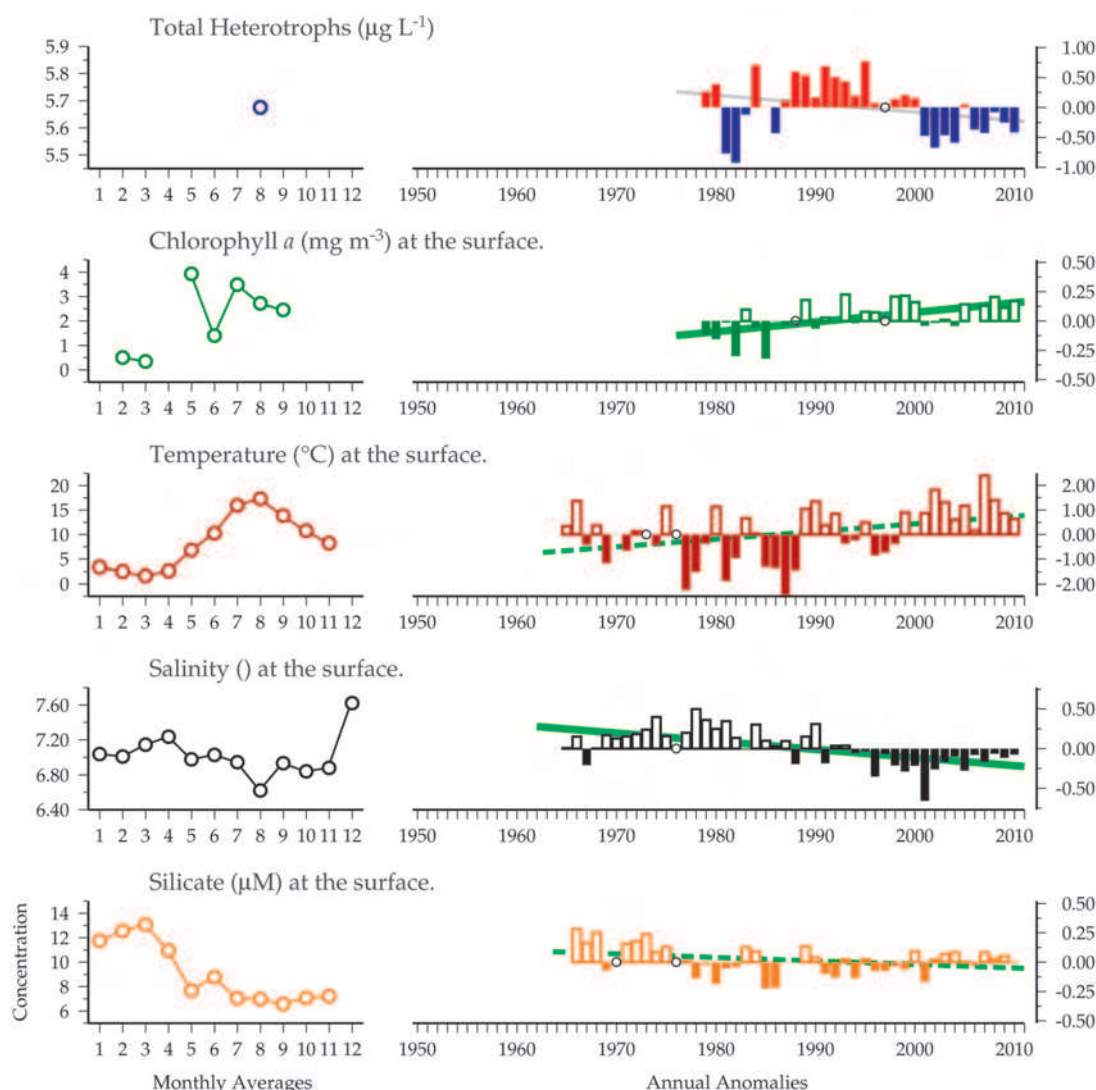 Total Heterotrophs (µg L-1)
5.9
5.8
5.7
5.6
5.5
1 2 3 4 5 6 7 8 9 10 11 12
1950 1960 1970 1980 1990 2000 2010
1.00
0.50
0.00
-0.50
-1.00
Chlorophyll a (mg m-3) at the surface.
4
3
2
1
0
1 2 3 4 5 6 7 8 9 10 11 12
1950 1960 1970 1980 1990 2000 2010
0.50
0.25
0.00
-0.25
-0.50
Temperature (°C) at the surface.
20
15
10
5
0
1 2 3 4 5 6 7 8 9 10 11 12
1950 1960 1970 1980 1990 2000 2010
2.00
1.00
0.00
-1.00
-2.00
Salinity () at the surface.
7.60
7.20
6.80
6.40
1 2 3 4 5 6 7 8 9 10 11 12
1950 1960 1970 1980 1990 2000 2010
0.50
0.00
-0.50
Silicate (µM) at the surface.
Concentration
14
12
10
8
6
1 2 3 4 5 6 7 8 9 10 11 12
1950 1960 1970 1980 1990 2000 2010
0.50
0.25
0.00
-0.25
-0.50
Monthly Averages
Annual Anomalies